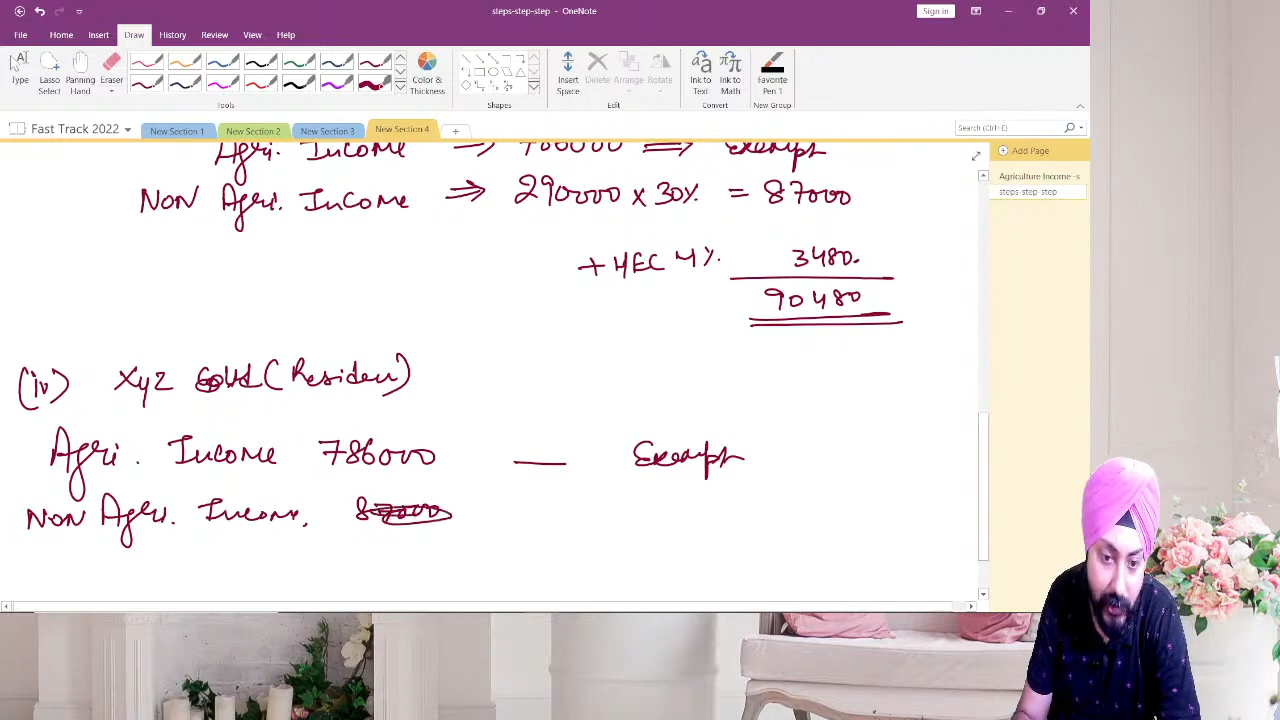 steps-step-step - OneNote
Sign in
File Home Insert Draw History Review View Help
Type Lasso Select Panning Hand Eraser
Color & Thickness
Insert Space Delete Arrange Rotate
Ink to Text Ink to Math
Favorite Pen 1
Tools Shapes Edit Convert New Group
Fast Track 2022 New Section 1 New Section 2 New Section 3 New Section 4 +
Search (Ctrl+E)
Add Page
Agriculture Income -s
steps-step-step
Agri. Income ⇒ 786000 ⇒ Exempt
NON Agri. Income ⇒ 290000 x 30% = 87000
+ HEC 4% 3480.
90480
(iv) Xyz (Resident)
Agri. Income 786000 — Exempt
NON Agri. Income.